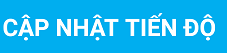 CẬP NHẬT TIẾN ĐỘ